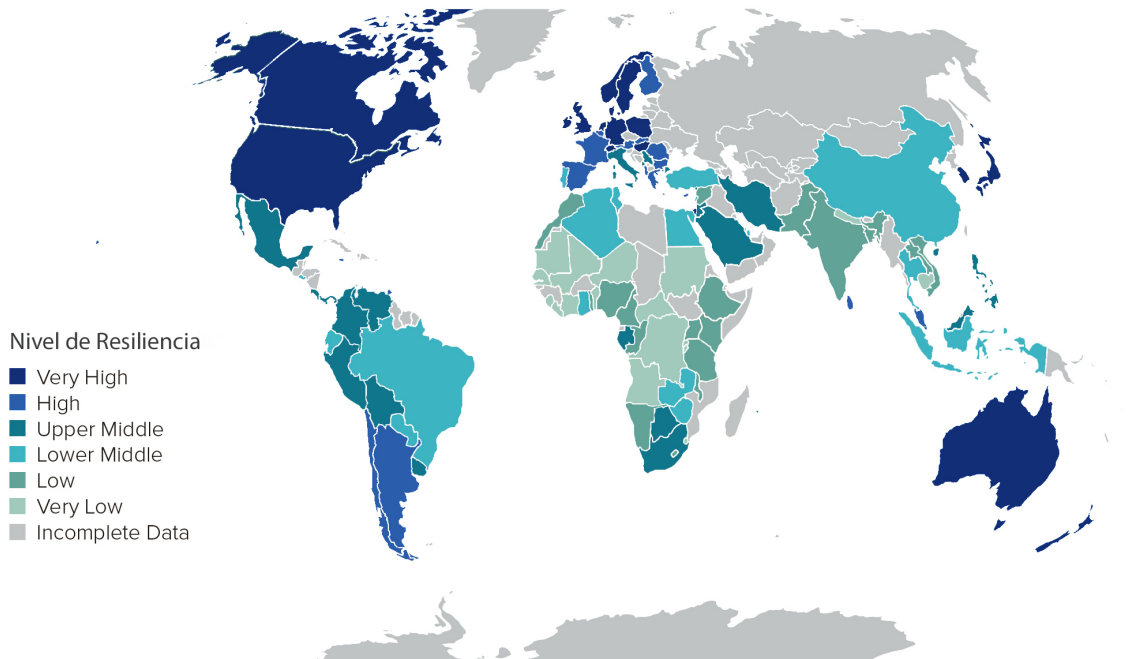 Nivel de Resiliencia
Very High
High
Upper Middle
Lower Middle
Low
Very Low
Incomplete Data